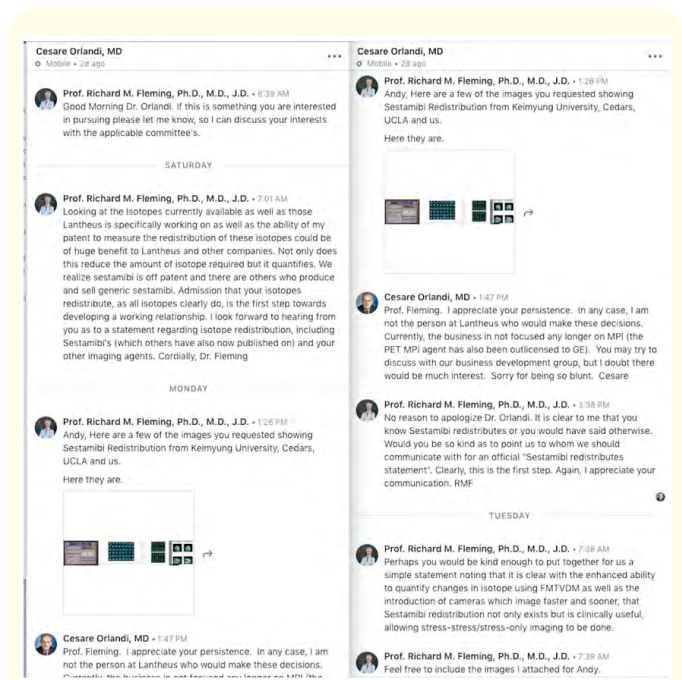 Cesare Orlandi, MD
Mobile • 2d ago
Prof. Richard M. Fleming, Ph.D., M.D., J.D. • 6:39 AM
Good Morning Dr. Orlandi. If this is something you are interested
in pursuing please let me know, so I can discuss your interests
with the applicable committee's.
SATURDAY
Prof. Richard M. Fleming, Ph.D., M.D., J.D. • 7:01 AM
Looking at the isotopes currently available as well as those
Lantheus is specifically working on as well as the ability of my
patent to measure the redistribution of these isotopes could be
of huge benefit to Lantheus and other companies. Not only does
this reduce the amount of isotope required but it quantifies. We
realize sestamibi is off patent and there are others who produce
and sell generic sestamibi. Admission that your isotopes
redistribute, as all isotopes clearly do, is the first step towards
developing a working relationship. I look forward to hearing from
you as to a statement regarding isotope redistribution, including
Sestamibi's (which others have also now published on) and your
other imaging agents. Cordially, Dr. Fleming
MONDAY
Prof. Richard M. Fleming, Ph.D., M.D., J.D. • 1:26 PM
Andy, Here are a few of the images you requested showing
Sestamibi Redistribution from Keimyung University, Cedars,
UCLA and us.
Here they are.
Cesare Orlandi, MD • 1:47 PM
Prof. Fleming. I appreciate your persistence. In any case, I am
not the person at Lantheus who would make these decisions.
Currently, the business in not focused any longer on MPI (the
Cesare Orlandi, MD
Mobile • 2d ago
Prof. Richard M. Fleming, Ph.D., M.D., J.D. • 1:26 PM
Andy, Here are a few of the images you requested showing
Sestamibi Redistribution from Keimyung University, Cedars,
UCLA and us.
Here they are.
Cesare Orlandi, MD • 1:47 PM
Prof. Fleming. I appreciate your persistence. In any case, I am
not the person at Lantheus who would make these decisions.
Currently, the business in not focused any longer on MPI (the
PET MPI agent has also been outlicensed to GE). You may try to
discuss with our business development group, but I doubt there
would be much interest. Sorry for being so blunt. Cesare
Prof. Richard M. Fleming, Ph.D., M.D., J.D. • 3:38 PM
No reason to apologize Dr. Orlandi. It is clear to me that you
know Sestamibi redistributes or you would have said otherwise.
Would you be so kind as to point us to whom we should
communicate with for an official "Sestamibi redistributes
statement". Clearly, this is the first step. Again, I appreciate your
communication. RMF
TUESDAY
Prof. Richard M. Fleming, Ph.D., M.D., J.D. • 7:38 AM
Perhaps you would be kind enough to put together for us a
simple statement noting that it is clear with the enhanced ability
to quantify changes in isotope using FMTVDM as well as the
introduction of cameras which image faster and sooner, that
Sestamibi redistribution not only exists but is clinically useful,
allowing stress-stress/stress-only imaging to be done.
Prof. Richard M. Fleming, Ph.D., M.D., J.D. • 7:39 AM
Feel free to include the images I attached for Andy.